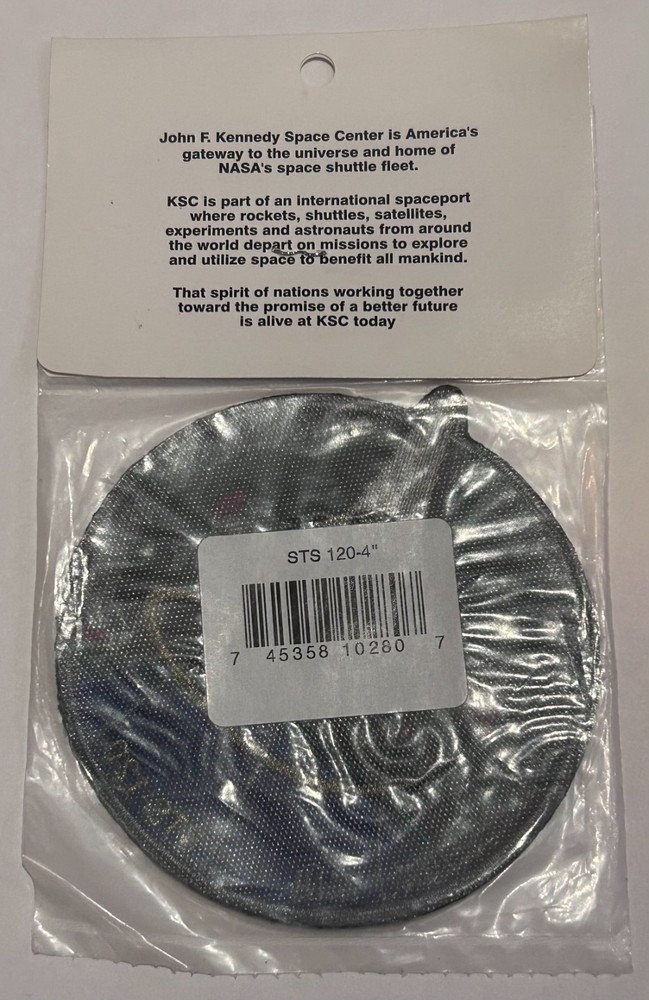 John F. Kennedy Space Center is America's
gateway to the universe and home of
NASA's space shuttle fleet.
KSC is part of an international spaceport
where rockets, shuttles, satellites,
experiments and astronauts from around
the world depart on missions to explore
and utilize space to benefit all mankind.
That spirit of nations working together
toward the promise of a better future
is alive at KSC today
STS 120-4"
7 45358 10280 7